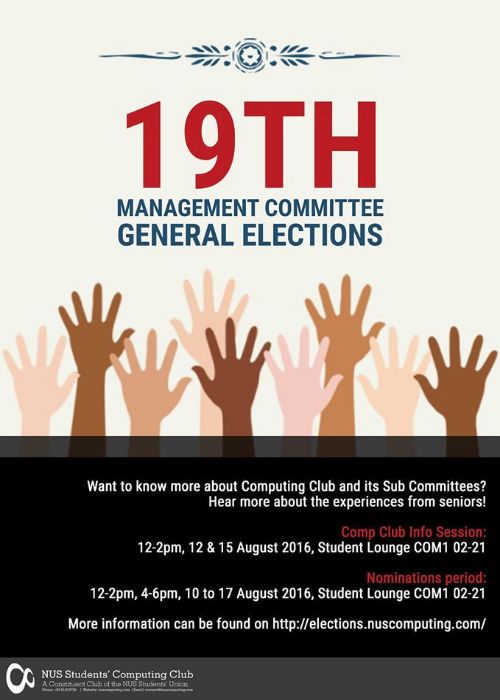 19TH
MANAGEMENT COMMITTEE
GENERAL ELECTIONS
Want to know more about Computing Club and its Sub Committees?
Hear more about the experiences from seniors!
Comp Club Info Session:
12-2pm, 12 & 15 August 2016, Student Lounge COM1 02-21
Nominations period:
12-2pm, 4-6pm, 10 to 17 August 2016, Student Lounge COM1 02-21
More information can be found on http://elections.nuscomputing.com/
NUS Students' Computing Club
A Constituent Club of the NUS Students' Union